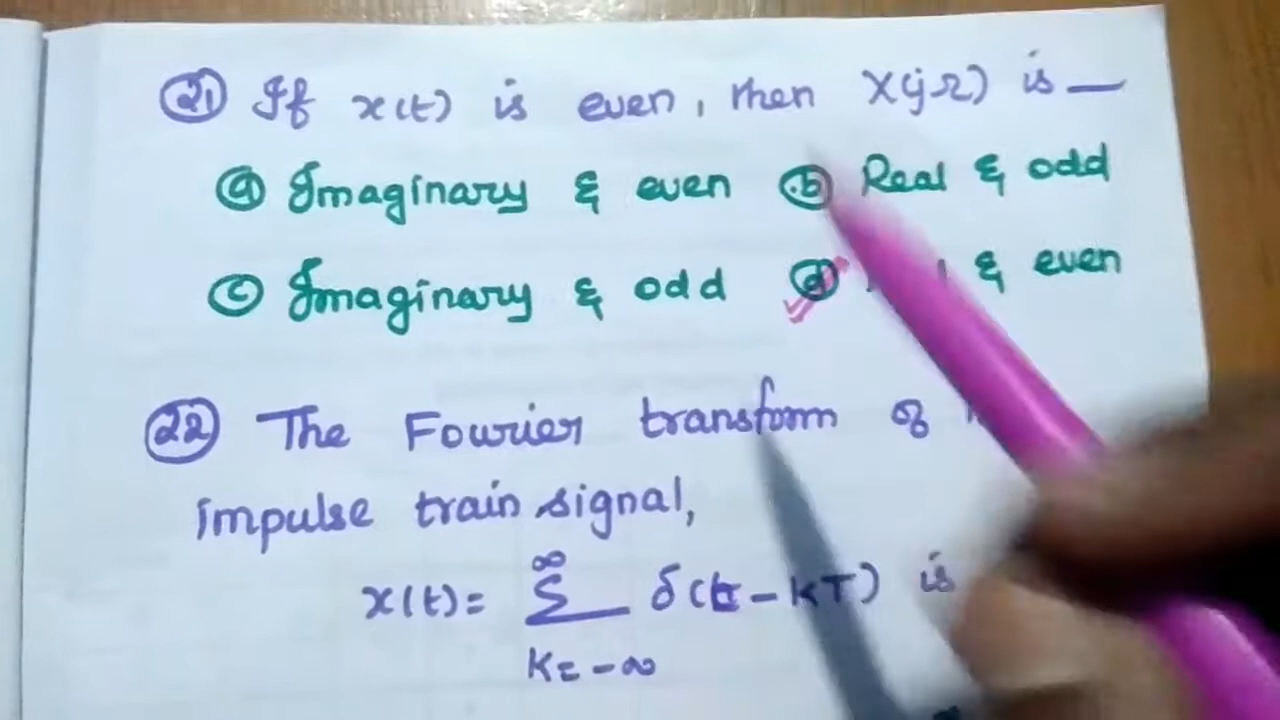 21 If x(t) is even, then X(jΩ) is —
a Imaginary & even b Real & odd
c Imaginary & odd d & even
22 The Fourier transform of
impulse train signal,
x(t) = ∞ Σ k=-∞ δ(t-kT) is